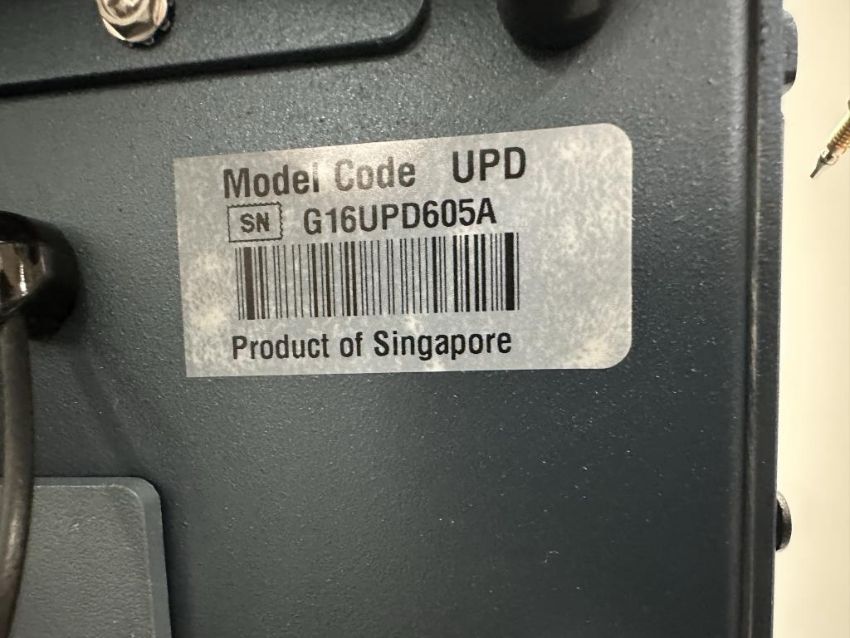 Model Code UPD
SN G16UPD605A
Product of Singapore